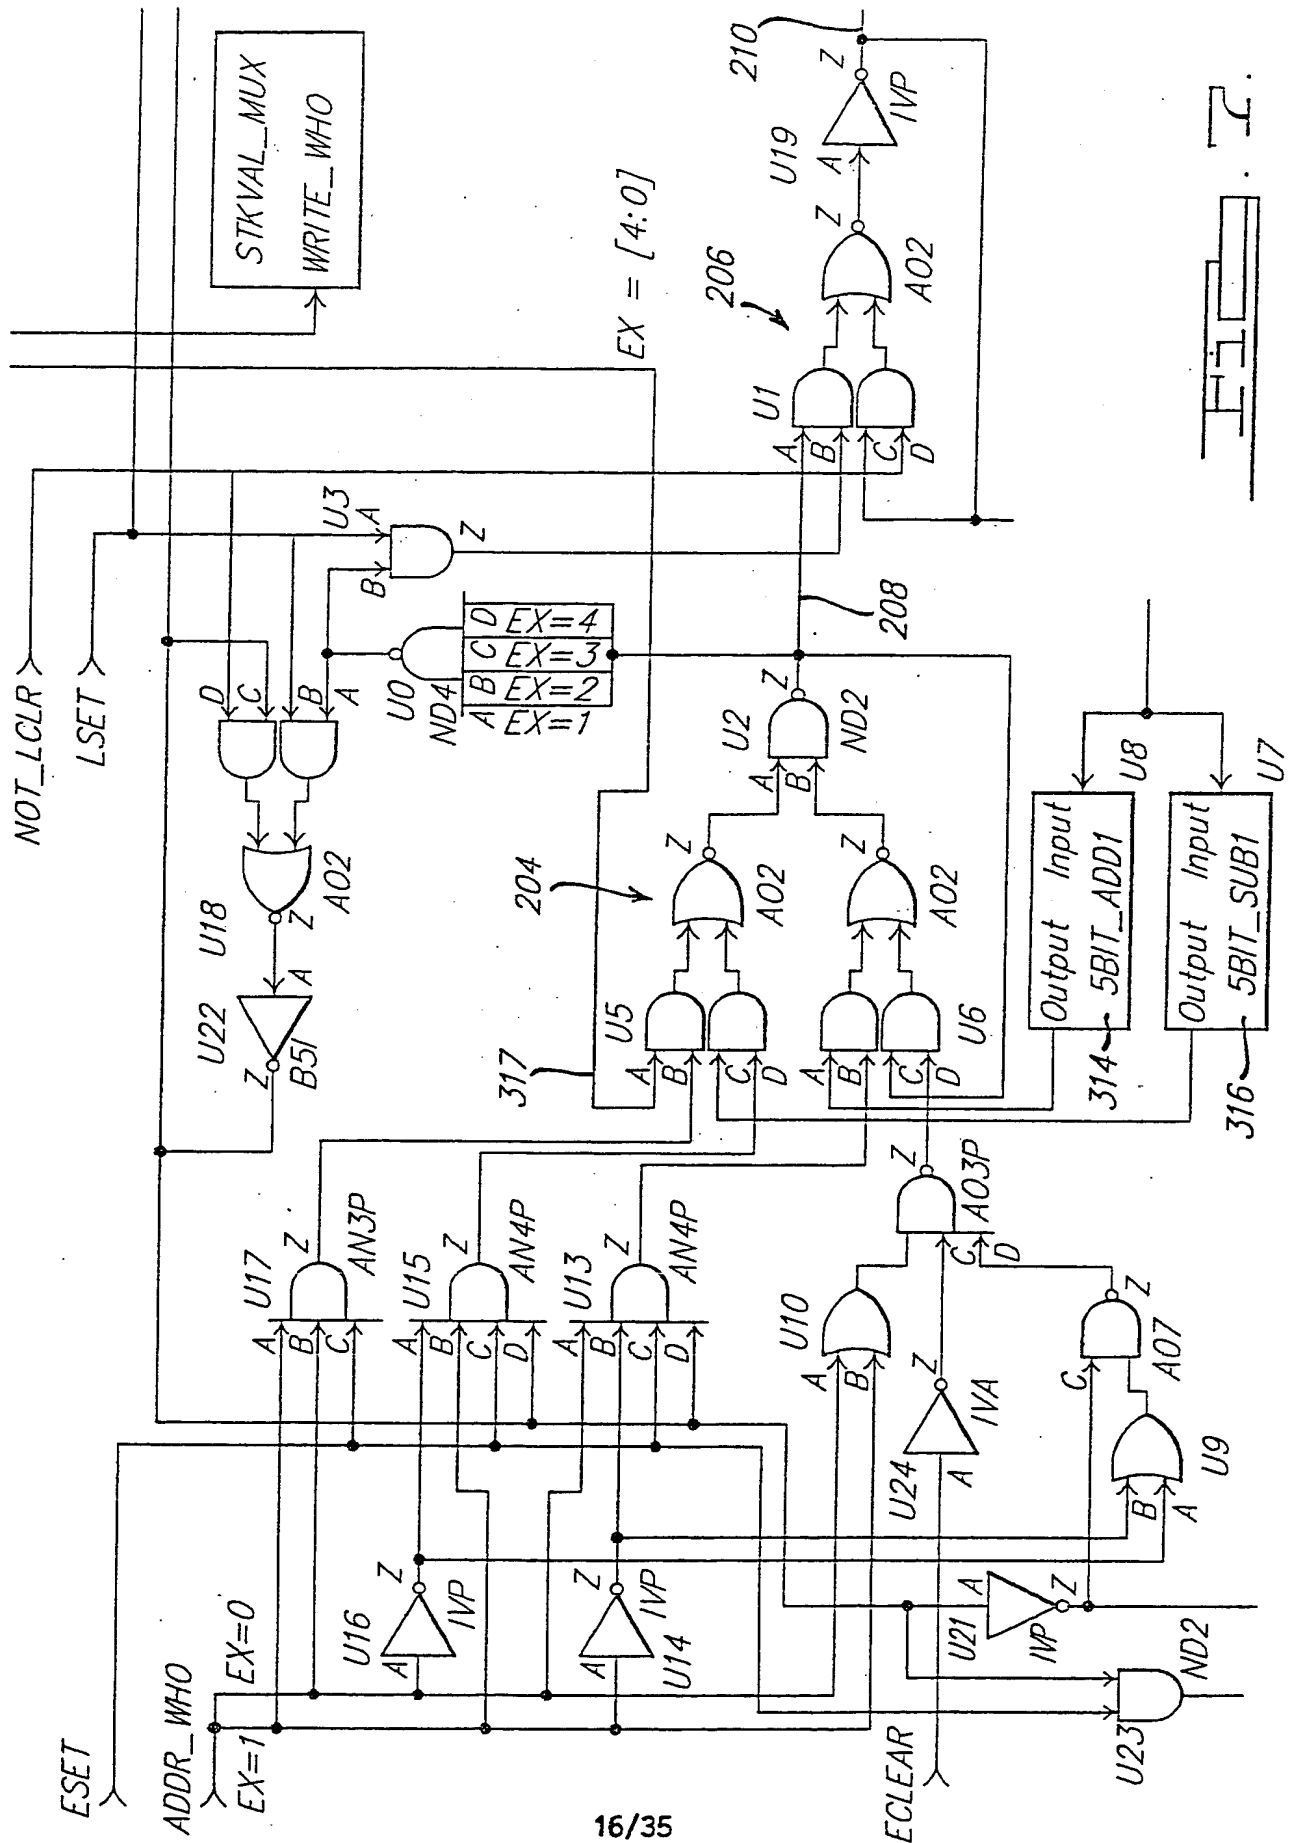 NOT_LCLR
LSET
STKVAL_MUX
WRITE_WHO
EX = [4:0]
210
Z
IVP
U19
A
Z
AO2
206
U1
A
B
C
D
U3
A
B
Z
D
C
B
A
U0
ND4
A EX=1
B EX=2
C EX=3
D EX=4
208
U18
Z
AO2
U22
A
Z
B5I
U2
Z
ND2
A
B
204
Z
AO2
Z
AO2
U5
U6
A
B
C
D
A
B
C
D
317
Output Input
5BIT_ADD1
U8
314
Output Input
5BIT_SUB1
U7
316
U17
Z
AN3P
A
B
C
U15
Z
AN4P
A
B
C
D
U13
Z
AN4P
A
B
C
D
Z
AO3P
C
D
U10
A
B
U24
Z
IVA
A
Z
AO7
C
U9
B
A
U16
Z
IVP
A
U14
Z
IVP
A
U21
A
Z
IVP
U23
ND2
ESET
ADDR_WHO
EX=0
EX=1
ECLEAR
16/35